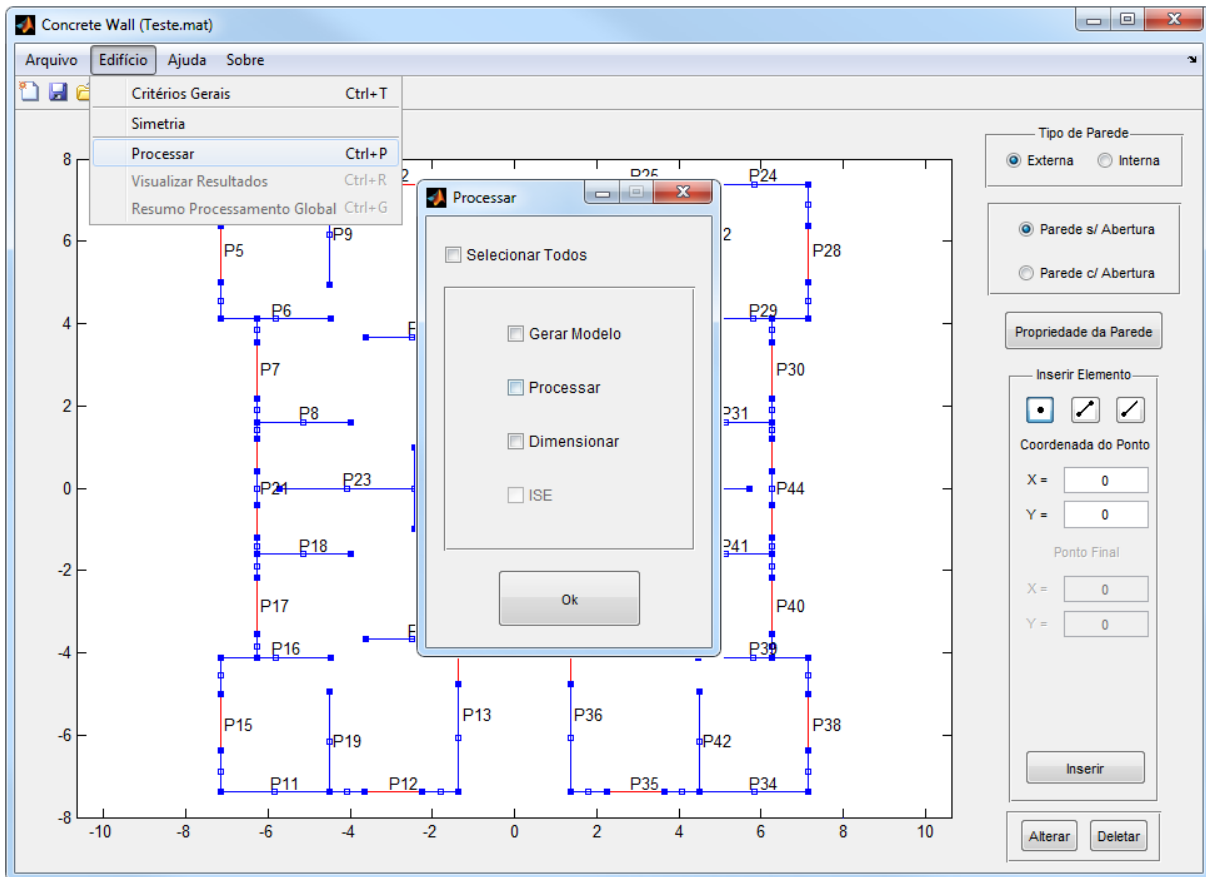 Concrete Wall (Teste.mat)
Arquivo Edifício Ajuda Sobre
Critérios Gerais Ctrl+T
Simetria
Processar Ctrl+P
Visualizar Resultados Ctrl+R
Resumo Processamento Global Ctrl+G
Processar
Selecionar Todos
Gerar Modelo
Processar
Dimensionar
ISE
Ok
8
6
4
2
0
-2
-4
-6
-8
-10 -8 -6 -4 -2 0 2 4 6 8 10
2 P25 P24
P5 P9 2 P28
P6 P29
P7 P30
P8 P31
P21 P23 P44
P18 P41
P17 P40
P16 P39
P15 P19 P13 P36 P42 P38
P11 P12 P35 P34
Tipo de Parede
Externa Interna
Parede s/ Abertura
Parede c/ Abertura
Propriedade da Parede
Inserir Elemento
Coordenada do Ponto
X = 0
Y = 0
Ponto Final
X = 0
Y = 0
Inserir
Alterar Deletar